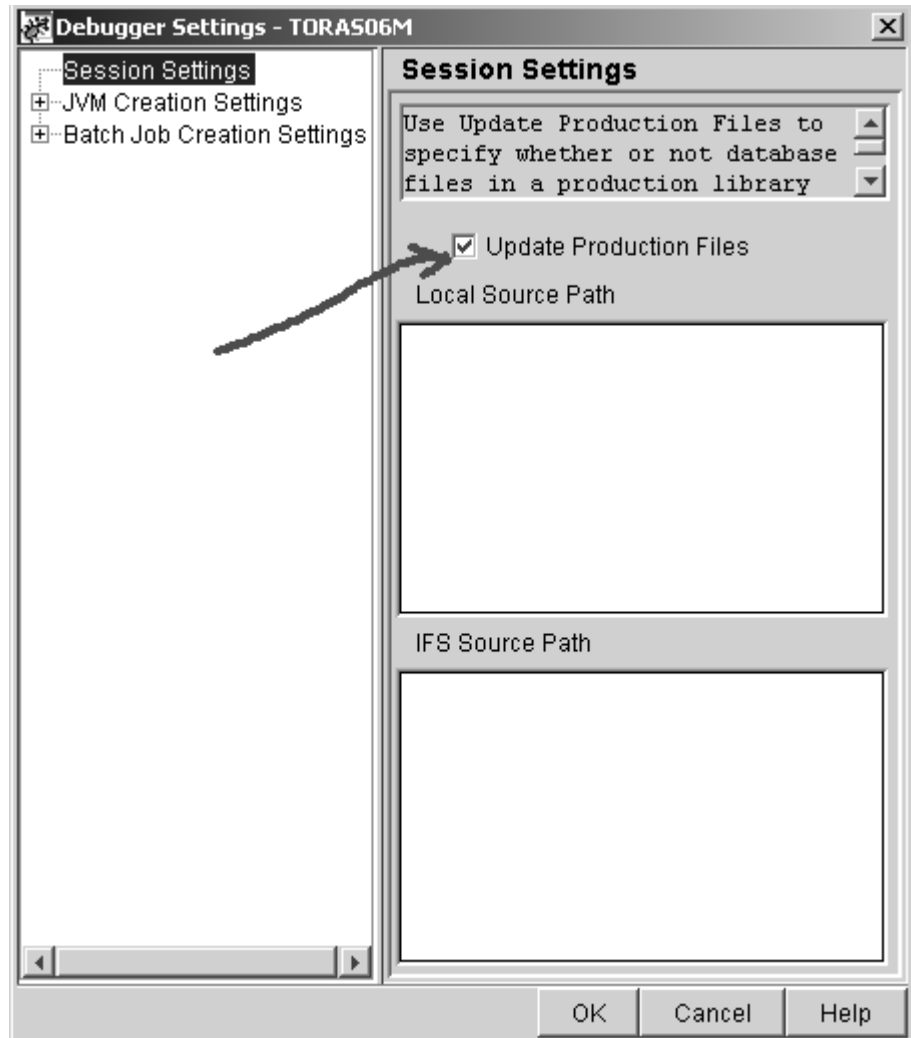 Debugger Settings - TORAS06M
Session Settings
JVM Creation Settings
Batch Job Creation Settings
Session Settings
Use Update Production Files to
specify whether or not database
files in a production library
Update Production Files
Local Source Path
IFS Source Path
OK
Cancel
Help